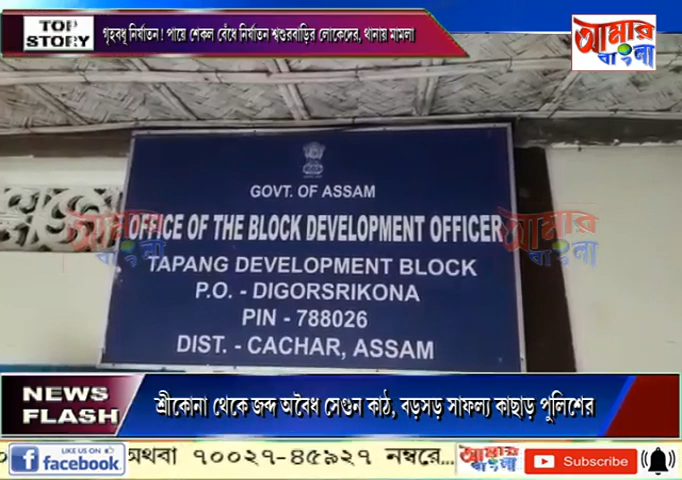 TOP
STORY
গৃহবধূ নির্যাতন! পায়ে শেকল বেঁধে নির্যাতন শ্বশুরবাড়ির লোকেদের, থানায় মামলা
আমার
বাংলা
GOVT. OF ASSAM
OFFICE OF THE BLOCK DEVELOPMENT OFFICER
TAPANG DEVELOPMENT BLOCK
P.O. - DIGORSRIKONA
PIN - 788026
DIST. - CACHAR, ASSAM
আমার
বাংলা
আমার
বাংলা
NEWS
FLASH
শ্রীকোনা থেকে জব্দ অবৈধ সেগুন কাঠ, বড়সড় সাফল্য কাছাড় পুলিশের
LIKE US ON
facebook
অথবা ৭০০২৭-৪৫৯২৭ নম্বরে...
আমার
বাংলা
Subscribe